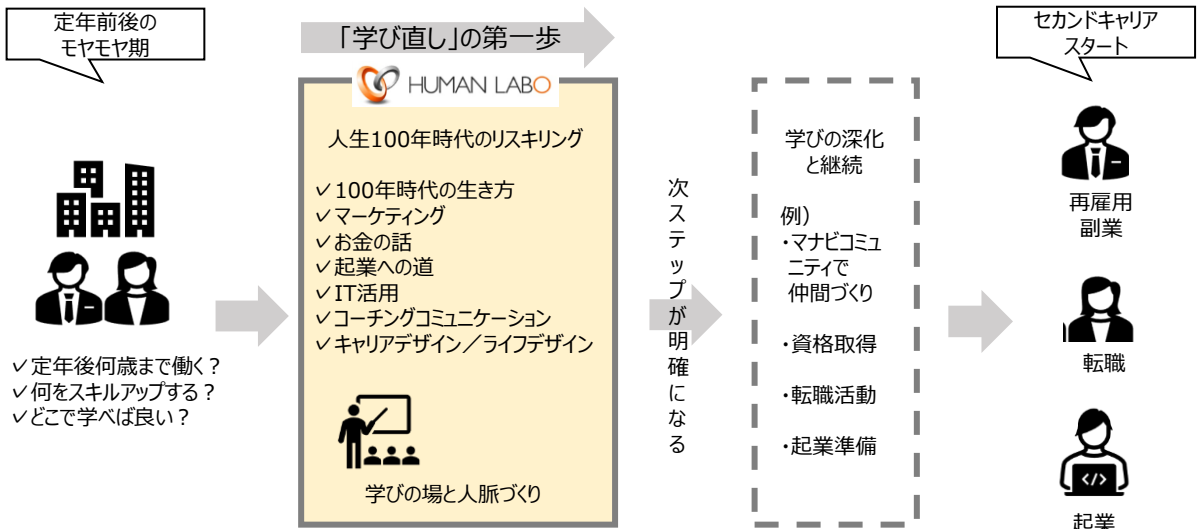 定年前後の
モヤモヤ期
✓定年後何歳まで働く？
✓何をスキルアップする？
✓どこで学べば良い？
「学び直し」の第一歩
HUMAN LABO
人生100年時代のリスキリング
✓100年時代の生き方
✓マーケティング
✓お金の話
✓起業への道
✓IT活用
✓コーチングコミュニケーション
✓キャリアデザイン／ライフデザイン
学びの場と人脈づくり
次ステップが明確になる
学びの深化
と継続
例）
・マナビコミュ
ニティで
仲間づくり
・資格取得
・転職活動
・起業準備
セカンドキャリア
スタート
再雇用
副業
転職
</>
起業